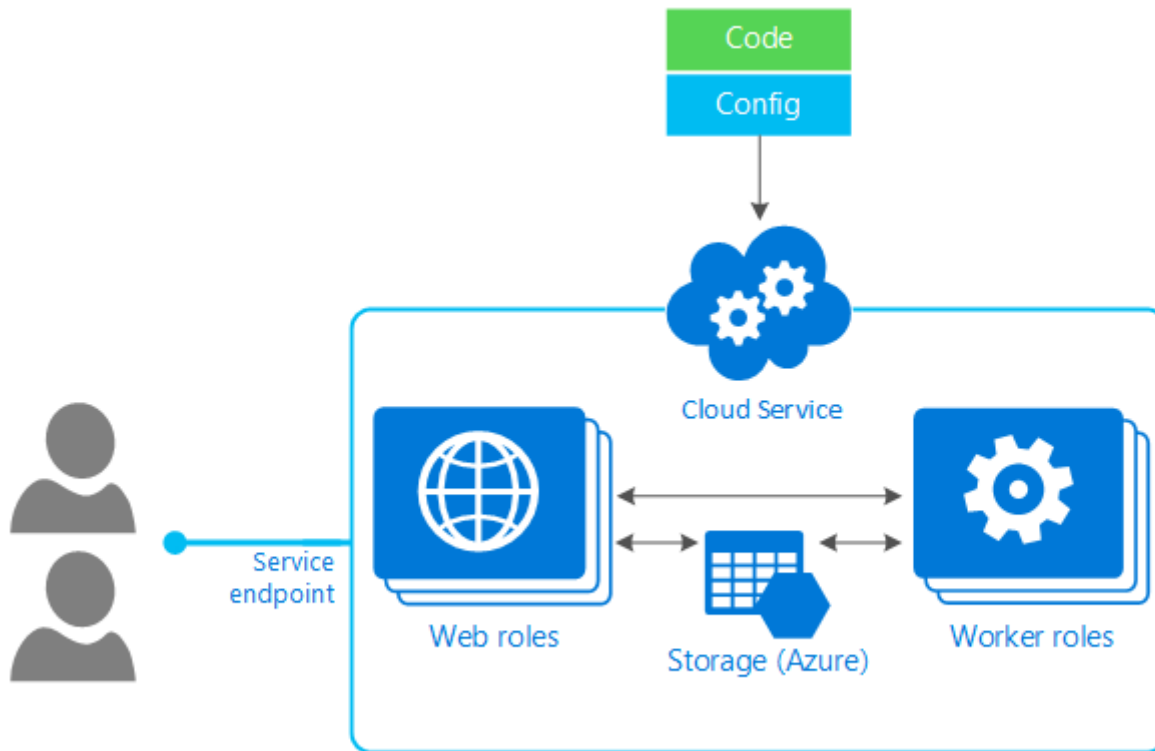 Code
Config
Cloud Service
Service
endpoint
Web roles
Storage (Azure)
Worker roles